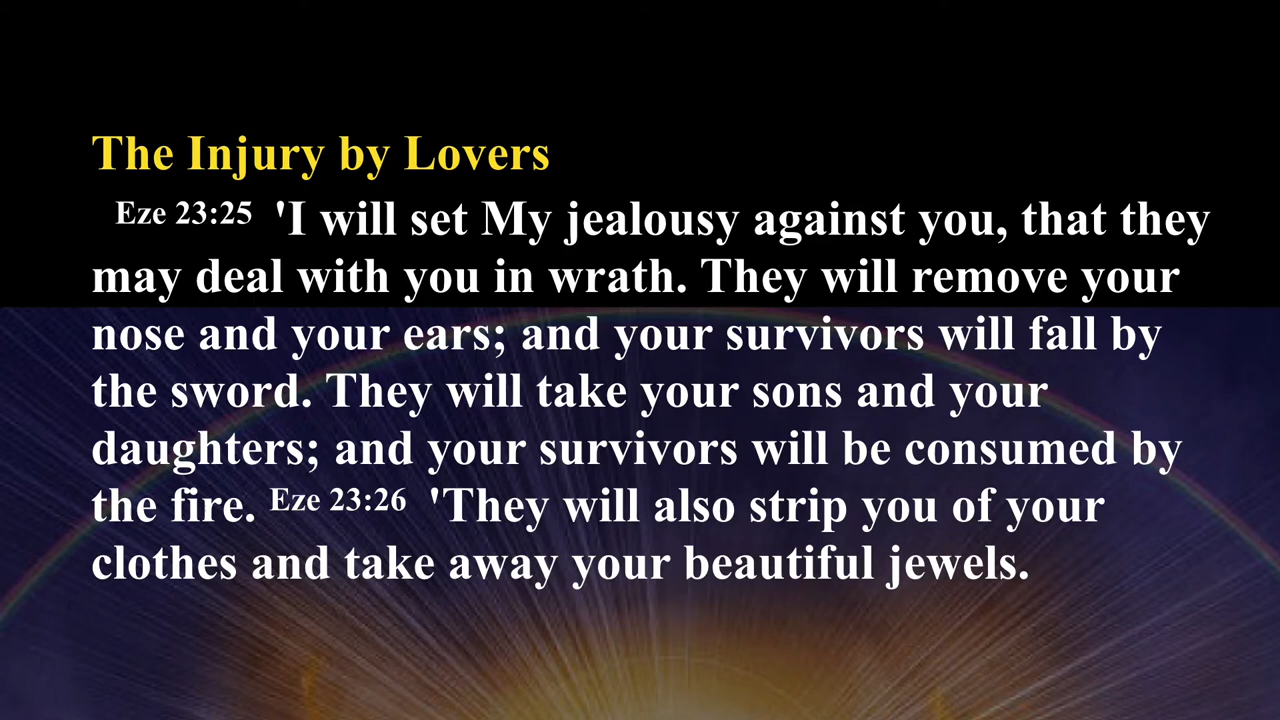 The Injury by Lovers
Eze 23:25 'I will set My jealousy against you, that they
may deal with you in wrath. They will remove your
nose and your ears; and your survivors will fall by
the sword. They will take your sons and your
daughters; and your survivors will be consumed by
the fire. Eze 23:26 'They will also strip you of your
clothes and take away your beautiful jewels.